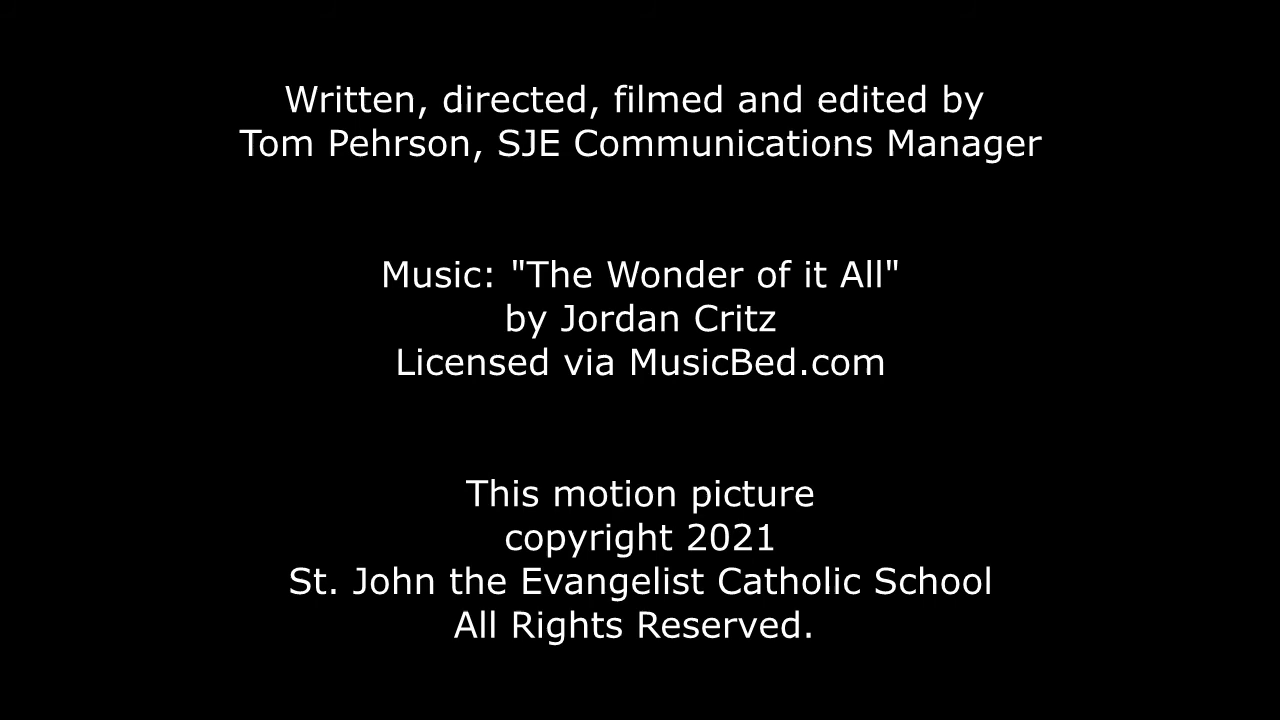 Written, directed, filmed and edited by
Tom Pehrson, SJE Communications Manager
Music: "The Wonder of it All"
by Jordan Critz
Licensed via MusicBed.com
This motion picture
copyright 2021
St. John the Evangelist Catholic School
All Rights Reserved.